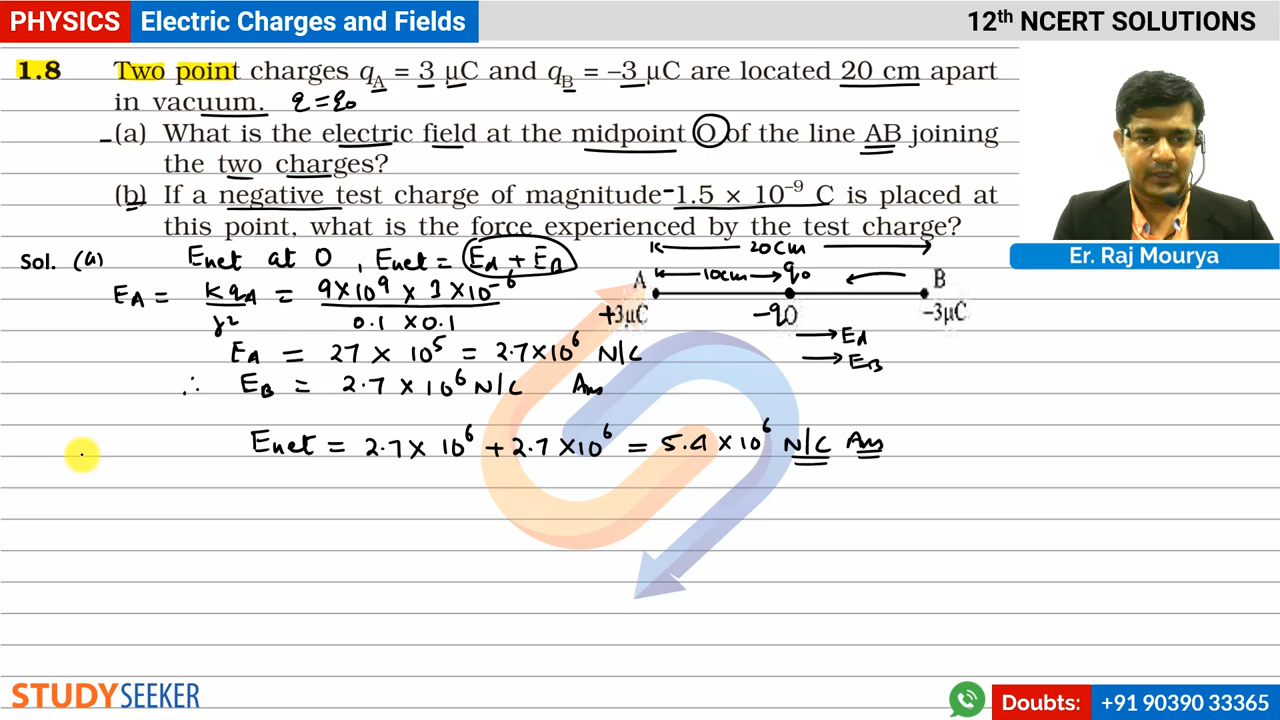 PHYSICS Electric Charges and Fields 12th NCERT SOLUTIONS
1.8 Two point charges qA = 3 µC and qB = –3 µC are located 20 cm apart
in vacuum. q = q₀
(a) What is the electric field at the midpoint O of the line AB joining
the two charges?
(b) If a negative test charge of magnitude -1.5 × 10⁻⁹ C is placed at
this point, what is the force experienced by the test charge?
Er. Raj Mourya
Sol. (a) Enet at O, Enet = EA + EB
20cm
10cm q₀
A B
+3µC -qO –3µC
EA = KqA/r² = 9×10⁹ × 3×10⁻⁶ / 0.1 × 0.1
→ EA
→ EB
EA = 27 × 10⁵ = 2.7×10⁶ N/C
∴ EB = 2.7 × 10⁶ N/C Ans
Enet = 2.7 × 10⁶ + 2.7 × 10⁶ = 5.4 × 10⁶ N/C Ans
STUDY SEEKER
Doubts: +91 90390 33365